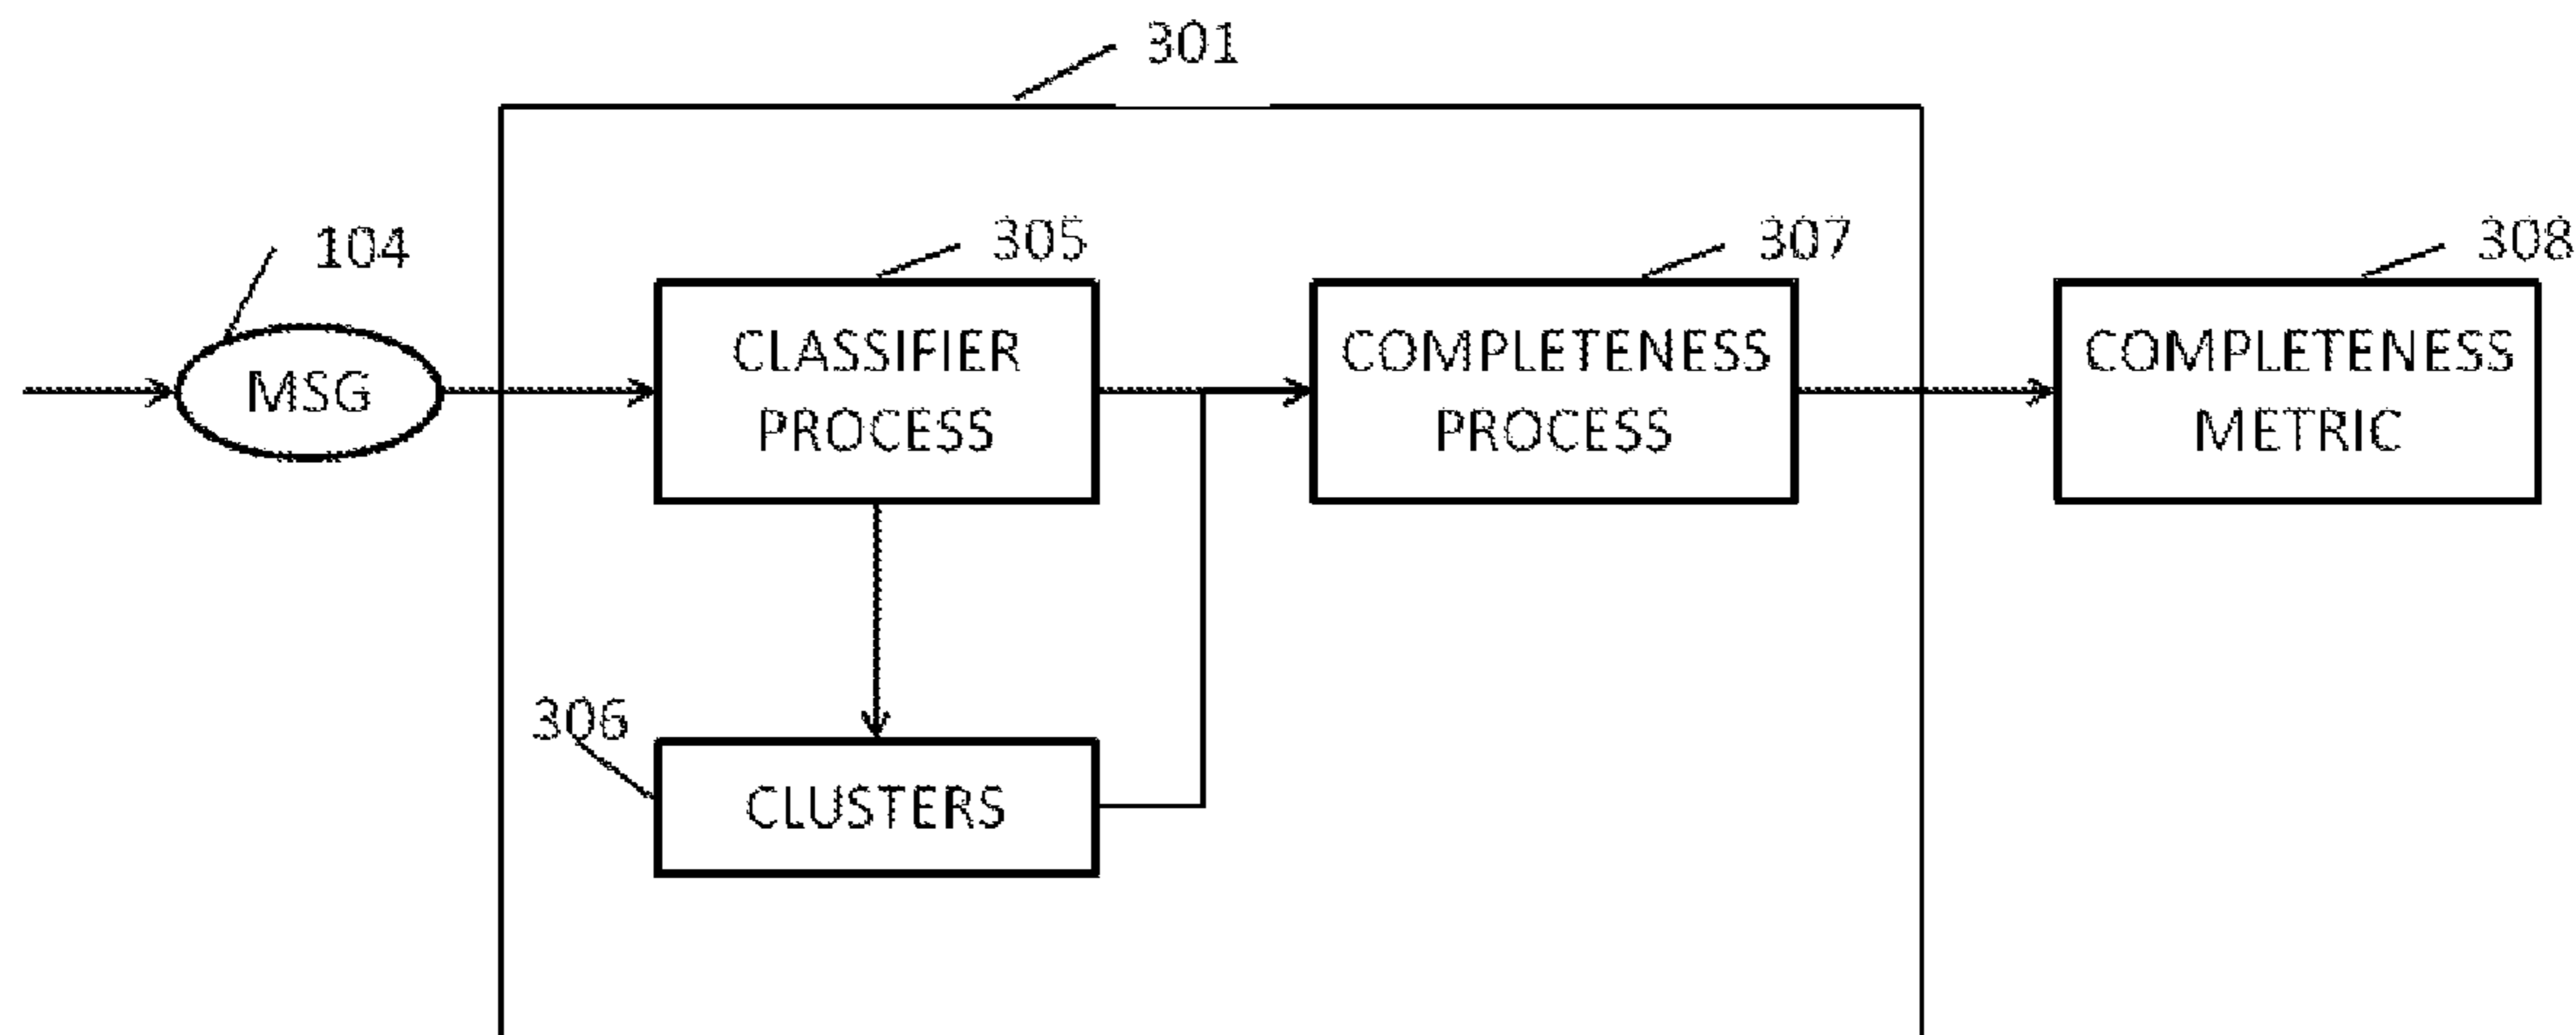 301
104
305
307
308
MSG
CLASSIFIER
PROCESS
COMPLETENESS
PROCESS
COMPLETENESS
METRIC
306
CLUSTERS